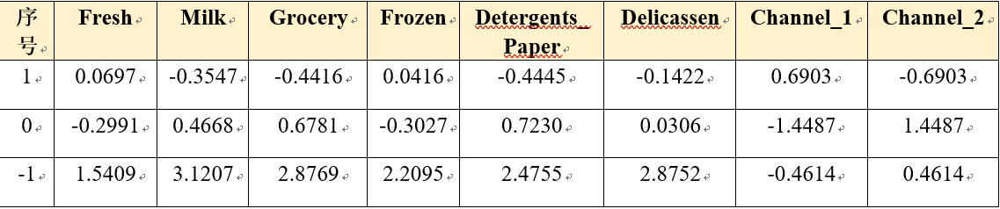 序号 Fresh Milk Grocery Frozen Detergents_Paper Delicassen Channel_1 Channel_2
1 0.0697 -0.3547 -0.4416 0.0416 -0.4445 -0.1422 0.6903 -0.6903
0 -0.2991 0.4668 0.6781 -0.3027 0.7230 0.0306 -1.4487 1.4487
-1 1.5409 3.1207 2.8769 2.2095 2.4755 2.8752 -0.4614 0.4614